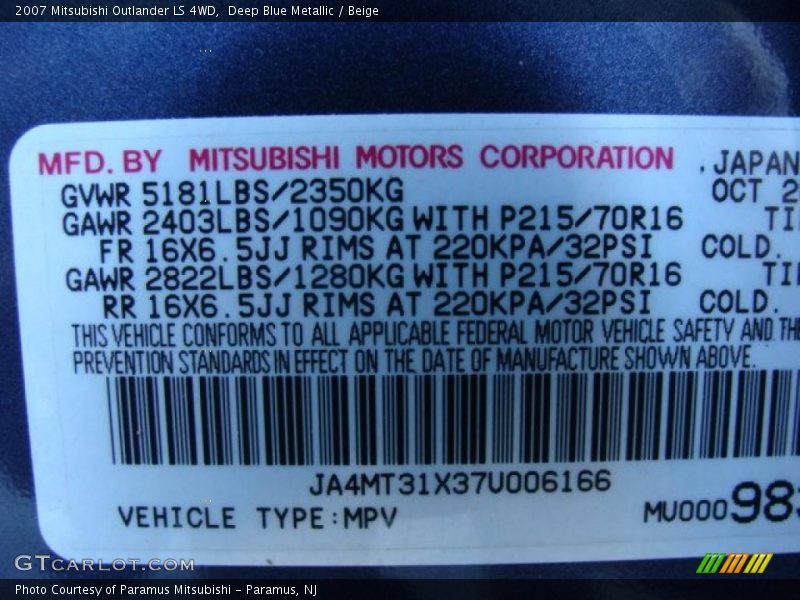 2007 Mitsubishi Outlander LS 4WD,  Deep Blue Metallic / Beige
MFD. BY MITSUBISHI MOTORS CORPORATION . JAPAN
GVWR 5181LBS/2350KG OCT
GAWR 2403LBS/1090KG WITH P215/70R16
FR 16X6.5JJ RIMS AT 220KPA/32PSI COLD.
GAWR 2822LBS/1280KG WITH P215/70R16
RR 16X6.5JJ RIMS AT 220KPA/32PSI COLD.
THIS VEHICLE CONFORMS TO ALL APPLICABLE FEDERAL MOTOR VEHICLE SAFETY AND
PREVENTION STANDARDS IN EFFECT ON THE DATE OF MANUFACTURE SHOWN ABOVE.
JA4MT31X37U006166
VEHICLE TYPE:MPV MU000
GTCarLot.com
Photo Courtesy of Paramus Mitsubishi - Paramus, NJ